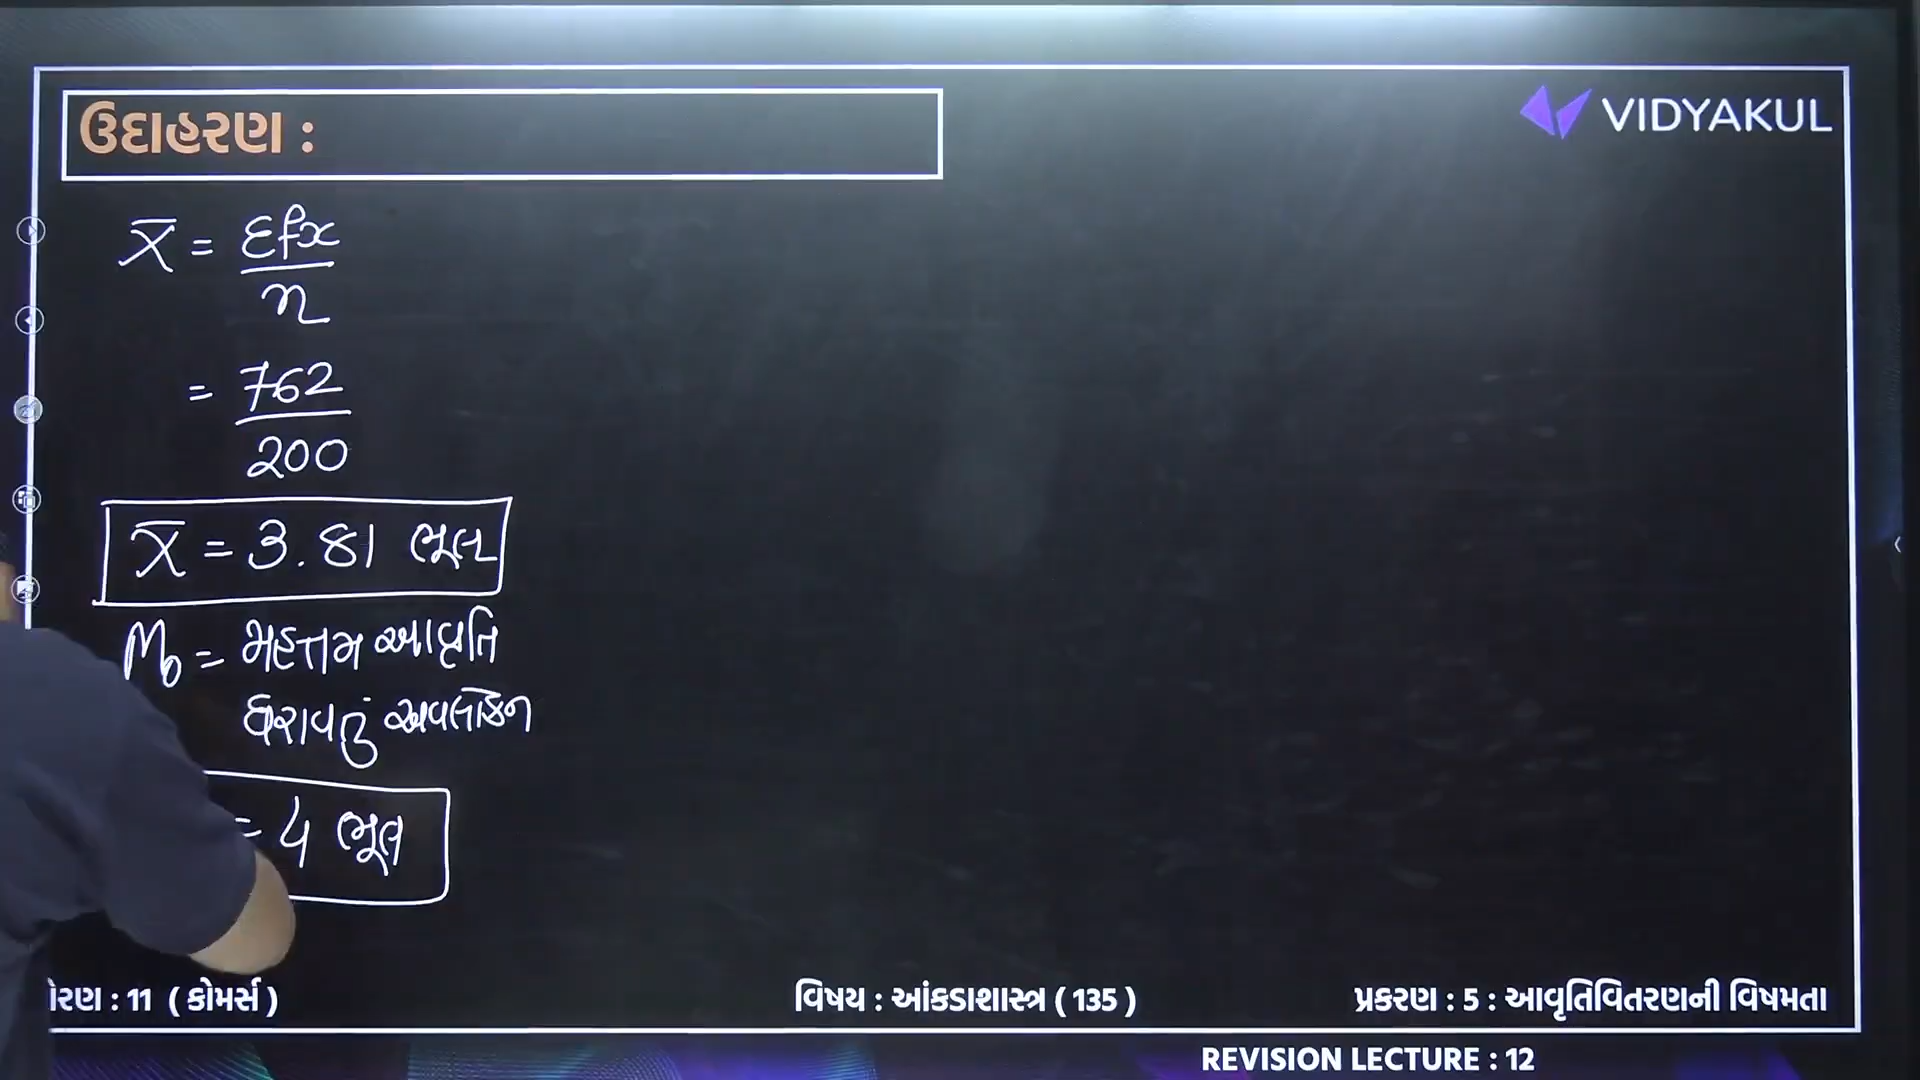 ઉદાહરણ :
VIDYAKUL
x̄ = Σfx
n
= 762
200
x̄ = 3.81 ભૂલ
M₀ = મહત્તમ આવૃતિ
ધરાવતું અવલોકન
= 4 ભૂલ
ોરણ : 11 ( કોમર્સ )
વિષય : આંકડાશાસ્ત્ર ( 135 )
પ્રકરણ : 5 : આવૃતિવિતરણની વિષમતા
REVISION LECTURE : 12